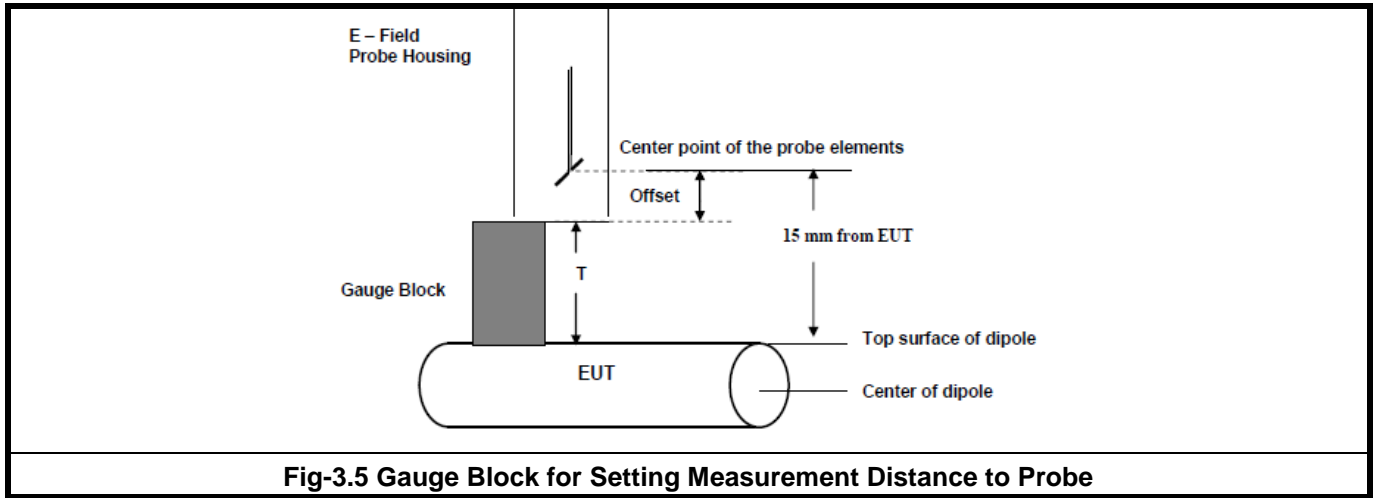 E – Field
Probe Housing
Center point of the probe elements
Offset
15 mm from EUT
T
Gauge Block
Top surface of dipole
EUT
Center of dipole
Fig-3.5 Gauge Block for Setting Measurement Distance to Probe